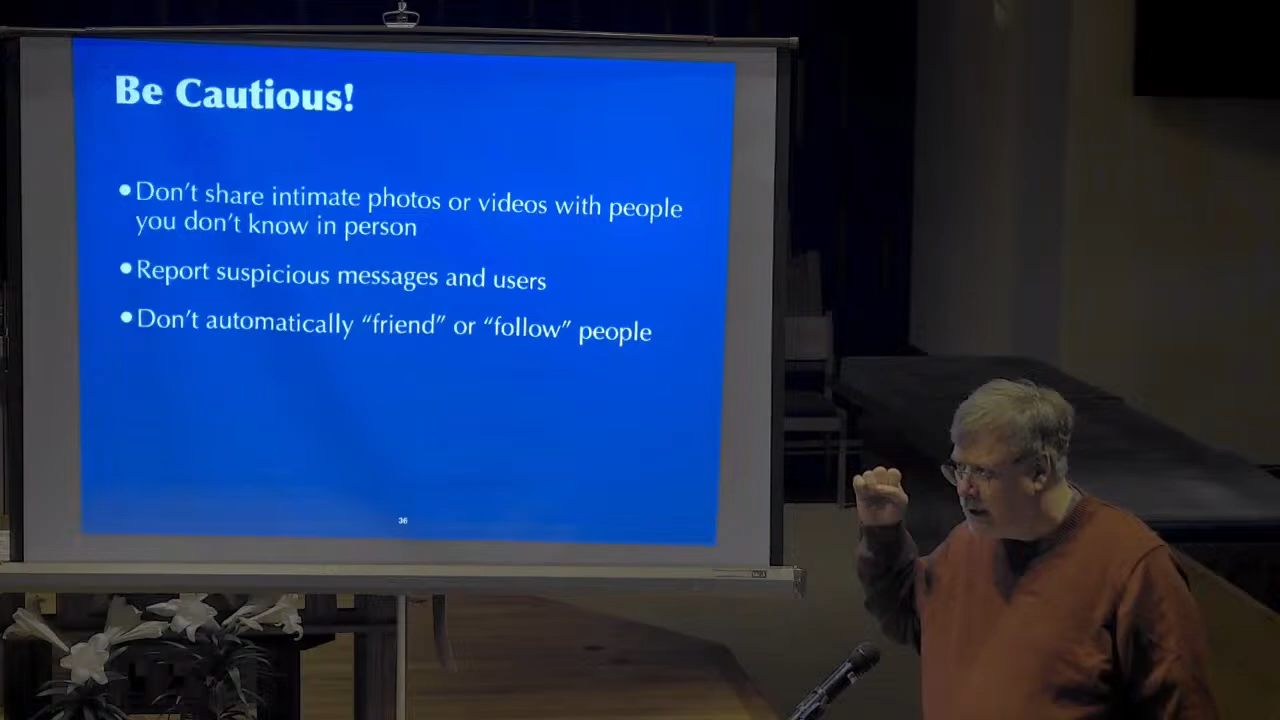 Be Cautious!
•Don’t share intimate photos or videos with people
you don’t know in person
•Report suspicious messages and users
•Don’t automatically “friend” or “follow” people
36